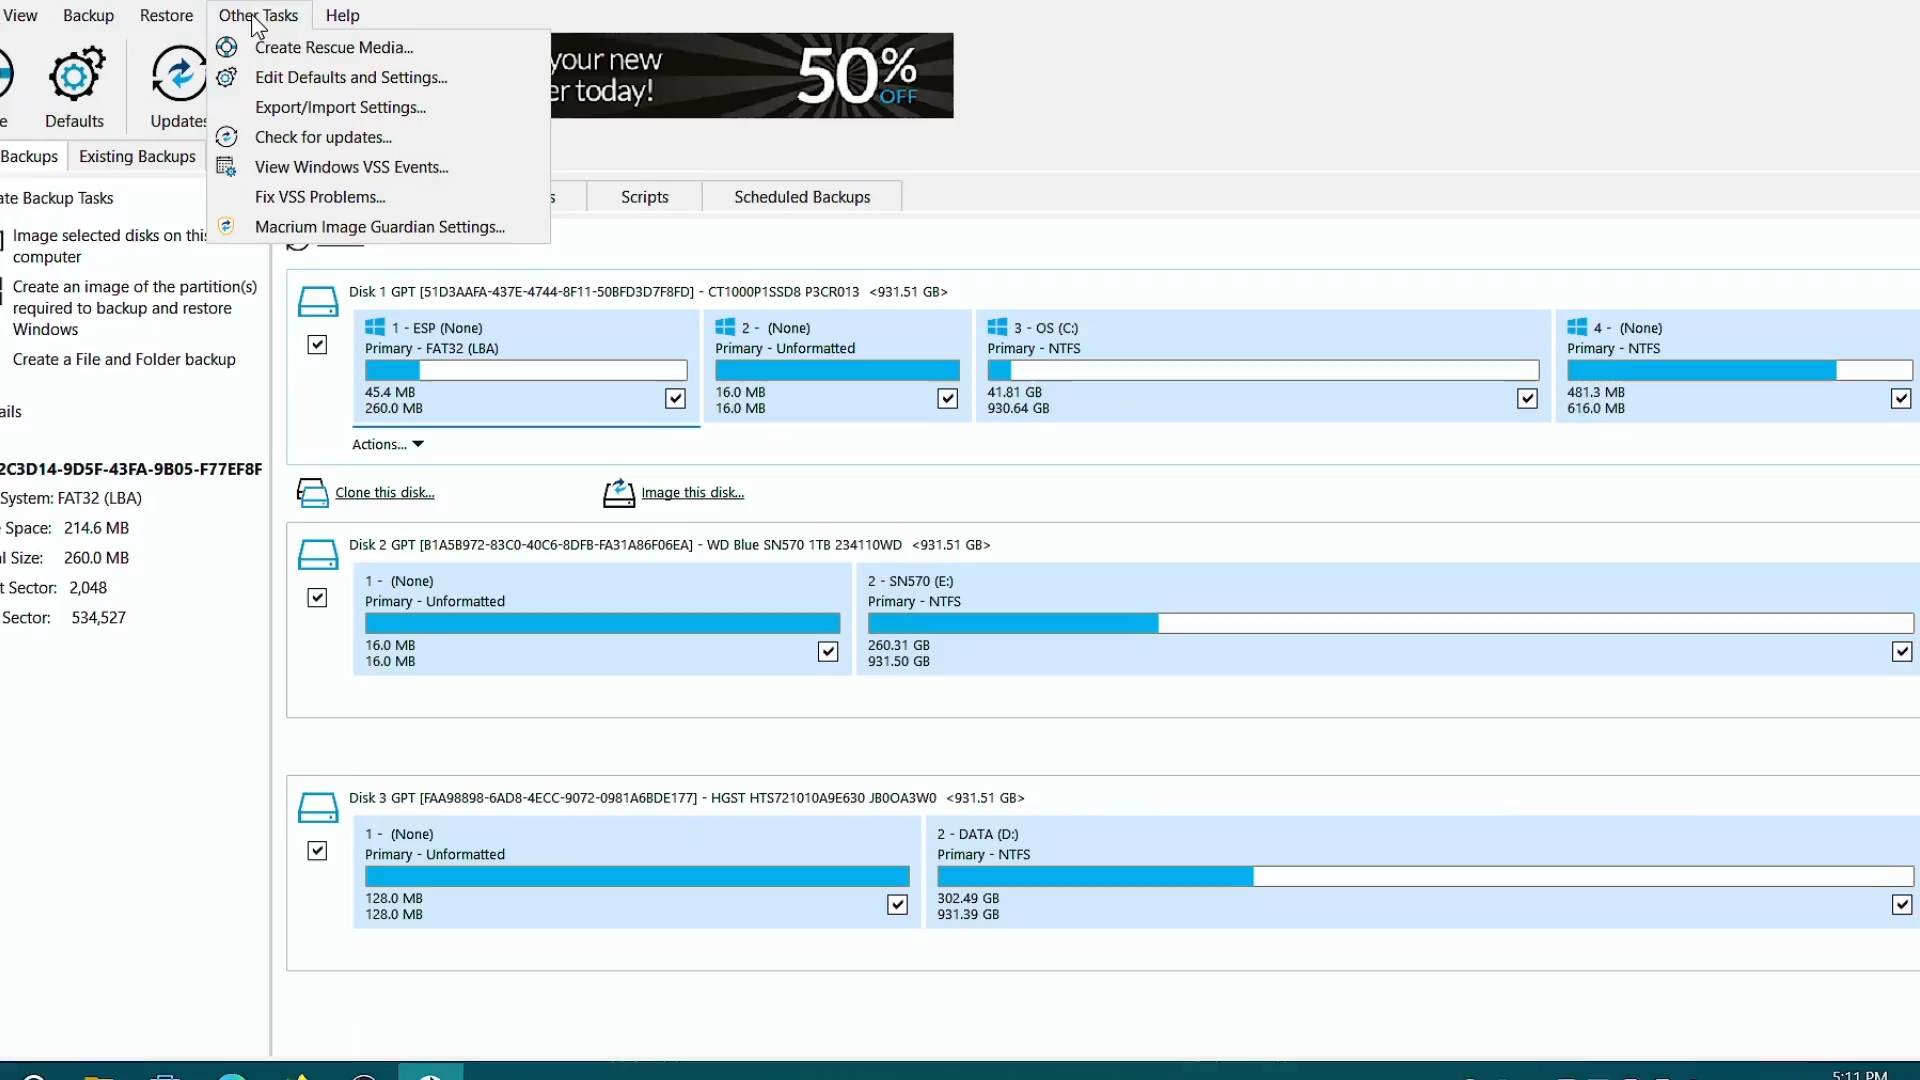 View Backup Restore Other Tasks Help
Create Rescue Media...
Edit Defaults and Settings...
Export/Import Settings...
Check for updates...
View Windows VSS Events...
Fix VSS Problems...
Macrium Image Guardian Settings...
your new
er today!
50%
OFF
e Defaults Updates
Backups Existing Backups
s Scripts Scheduled Backups
ate Backup Tasks
Image selected disks on this
computer
Create an image of the partition(s)
required to backup and restore
Windows
Create a File and Folder backup
ails
2C3D14-9D5F-43FA-9B05-F77EF8F
System: FAT32 (LBA)
e Space: 214.6 MB
l Size: 260.0 MB
t Sector: 2,048
Sector: 534,527
Disk 1 GPT [51D3AAFA-437E-4744-8F11-50BFD3D7F8FD] - CT1000P1SSD8 P3CR013 <931.51 GB>
1 - ESP (None)
Primary - FAT32 (LBA)
45.4 MB
260.0 MB
2 - (None)
Primary - Unformatted
16.0 MB
16.0 MB
3 - OS (C:)
Primary - NTFS
41.81 GB
930.64 GB
4 - (None)
Primary - NTFS
481.3 MB
616.0 MB
Actions...
Clone this disk... Image this disk...
Disk 2 GPT [B1A5B972-83C0-40C6-8DFB-FA31A86F06EA] - WD Blue SN570 1TB 234110WD <931.51 GB>
1 - (None)
Primary - Unformatted
16.0 MB
16.0 MB
2 - SN570 (E:)
Primary - NTFS
260.31 GB
931.50 GB
Disk 3 GPT [FAA98898-6AD8-4ECC-9072-0981A6BDE177] - HGST HTS721010A9E630 JB0OA3W0 <931.51 GB>
1 - (None)
Primary - Unformatted
128.0 MB
128.0 MB
2 - DATA (D:)
Primary - NTFS
302.49 GB
931.39 GB
5:11 PM